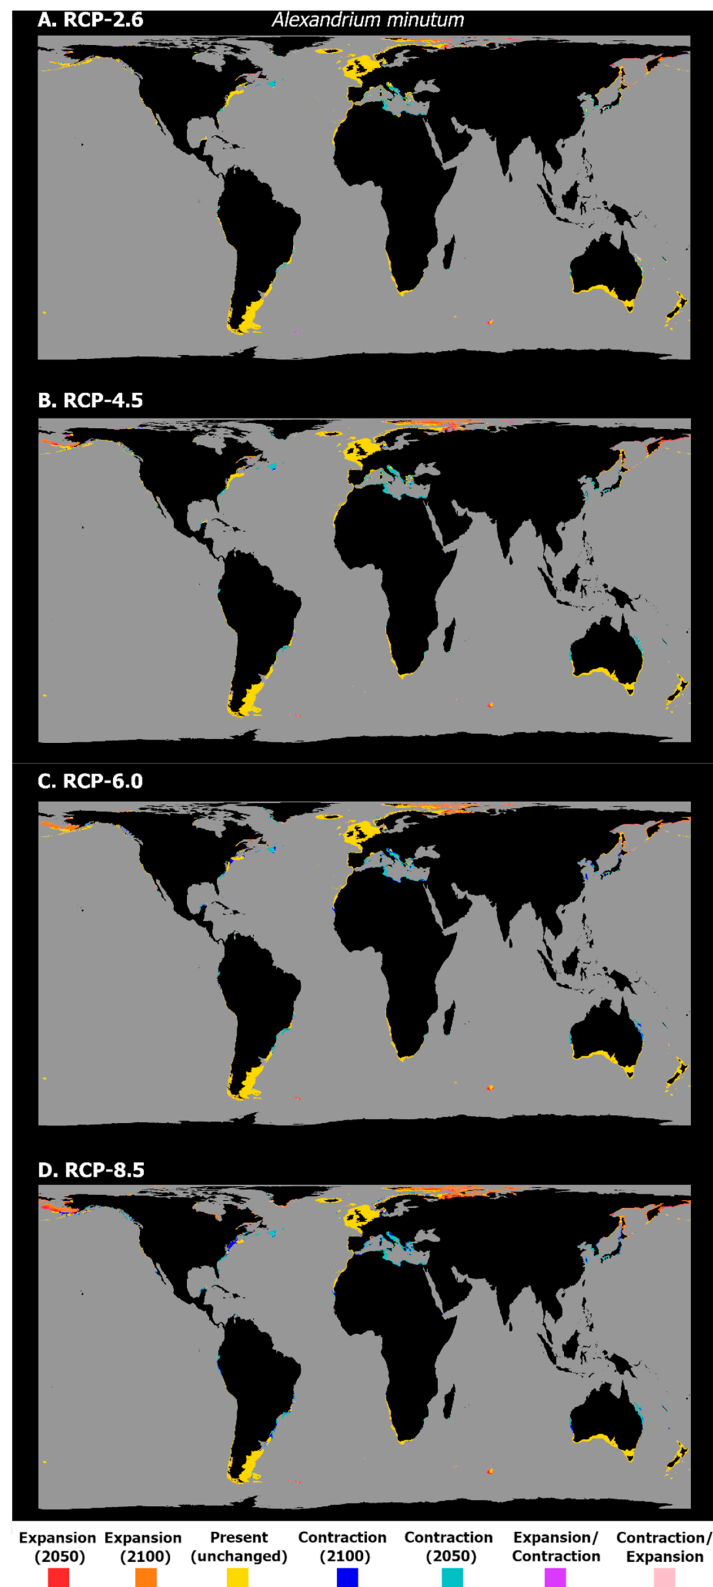 A. RCP-2.6
Alexandrium minutum
B. RCP-4.5
C. RCP-6.0
D. RCP-8.5
Expansion (2050)
Expansion (2100)
Present (unchanged)
Contraction (2100)
Contraction (2050)
Expansion/ Contraction
Contraction/ Expansion